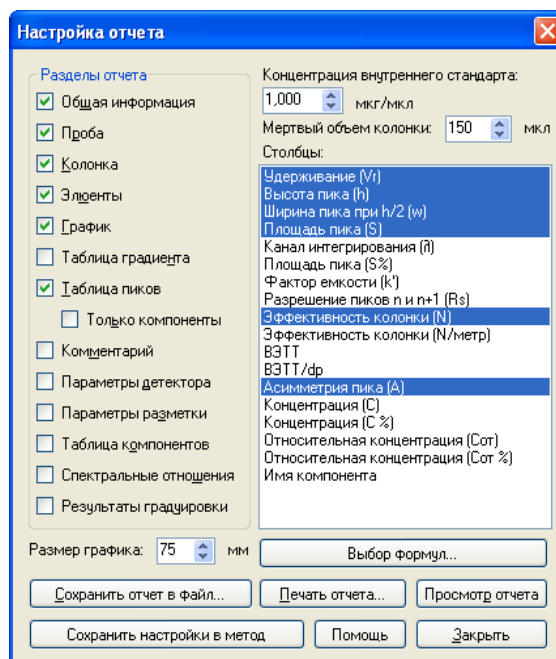 Настройка отчета
Разделы отчета
Общая информация
Проба
Колонка
Элюенты
График
Таблица градиента
Таблица пиков
Только компоненты
Комментарий
Параметры детектора
Параметры разметки
Таблица компонентов
Спектральные отношения
Результаты градуировки
Концентрация внутреннего стандарта:
1,000 мкг/мкл
Мертвый объем колонки: 150 мкл
Столбцы:
Удерживание (Vr)
Высота пика (h)
Ширина пика при h/2 (w)
Площадь пика (S)
Канал интегрирования (λ)
Площадь пика (S%)
Фактор емкости (k')
Разрешение пиков n и n+1 (Rs)
Эффективность колонки (N)
Эффективность колонки (N/метр)
ВЭТТ
ВЭТТ/dp
Асимметрия пика (A)
Концентрация (C)
Концентрация (C %)
Относительная концентрация (Сот)
Относительная концентрация (Сот %)
Имя компонента
Размер графика: 75 мм
Выбор формул...
Сохранить отчет в файл... Печать отчета... Просмотр отчета
Сохранить настройки в метод Помощь Закрыть